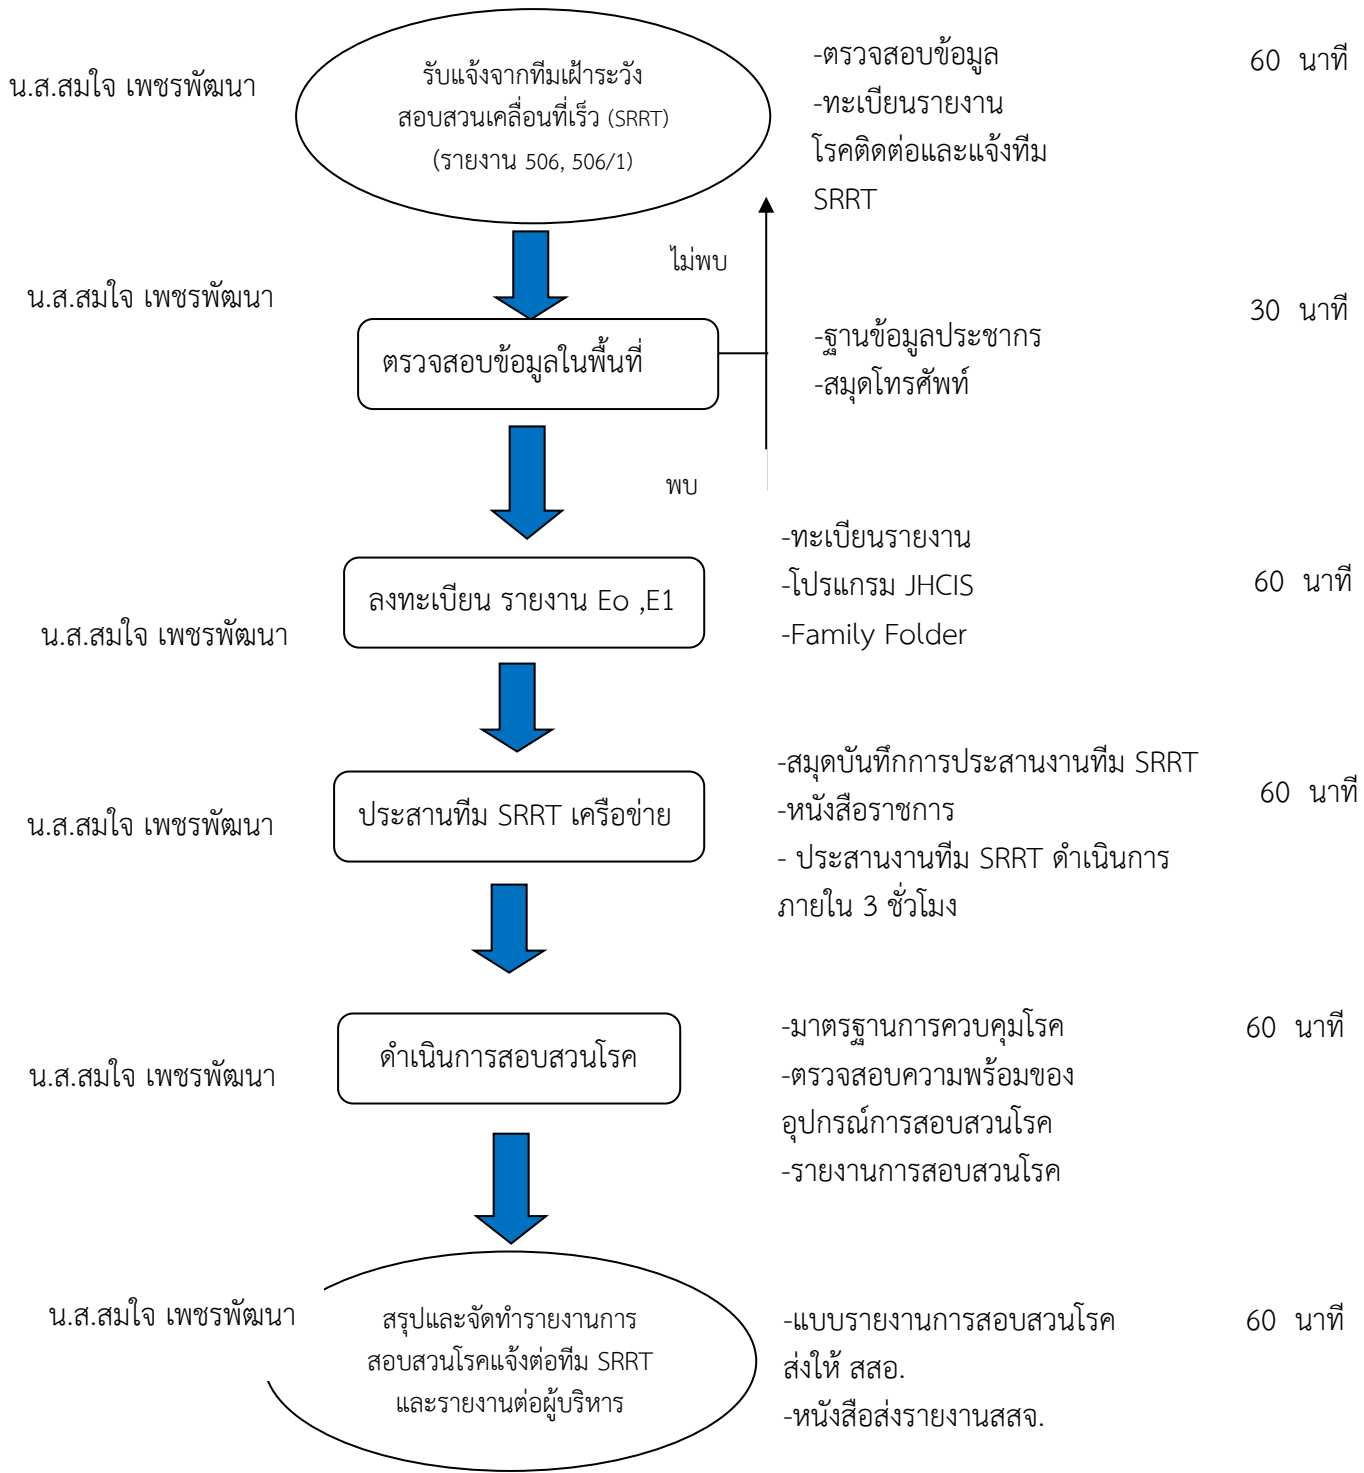 น.ส.สมใจ เพชรพัฒนา
รับแจ้งจากทีมเฝ้าระวัง
สอบสวนเคลื่อนที่เร็ว (SRRT)
(รายงาน 506, 506/1)
-ตรวจสอบข้อมูล
-ทะเบียนรายงาน
โรคติดต่อและแจ้งทีม
SRRT
60 นาที
ไม่พบ
น.ส.สมใจ เพชรพัฒนา
ตรวจสอบข้อมูลในพื้นที่
-ฐานข้อมูลประชากร
-สมุดโทรศัพท์
30 นาที
พบ
น.ส.สมใจ เพชรพัฒนา
ลงทะเบียน รายงาน Eo ,E1
-ทะเบียนรายงาน
-โปรแกรม JHCIS
-Family Folder
60 นาที
น.ส.สมใจ เพชรพัฒนา
ประสานทีม SRRT เครือข่าย
-สมุดบันทึกการประสานงานทีม SRRT
-หนังสือราชการ
- ประสานงานทีม SRRT ดำเนินการ
ภายใน 3 ชั่วโมง
60 นาที
น.ส.สมใจ เพชรพัฒนา
ดำเนินการสอบสวนโรค
-มาตรฐานการควบคุมโรค
-ตรวจสอบความพร้อมของ
อุปกรณ์การสอบสวนโรค
-รายงานการสอบสวนโรค
60 นาที
น.ส.สมใจ เพชรพัฒนา
สรุปและจัดทำรายงานการ
สอบสวนโรคแจ้งต่อทีม SRRT
และรายงานต่อผู้บริหาร
-แบบรายงานการสอบสวนโรค
ส่งให้ สสอ.
-หนังสือส่งรายงานสสจ.
60 นาที